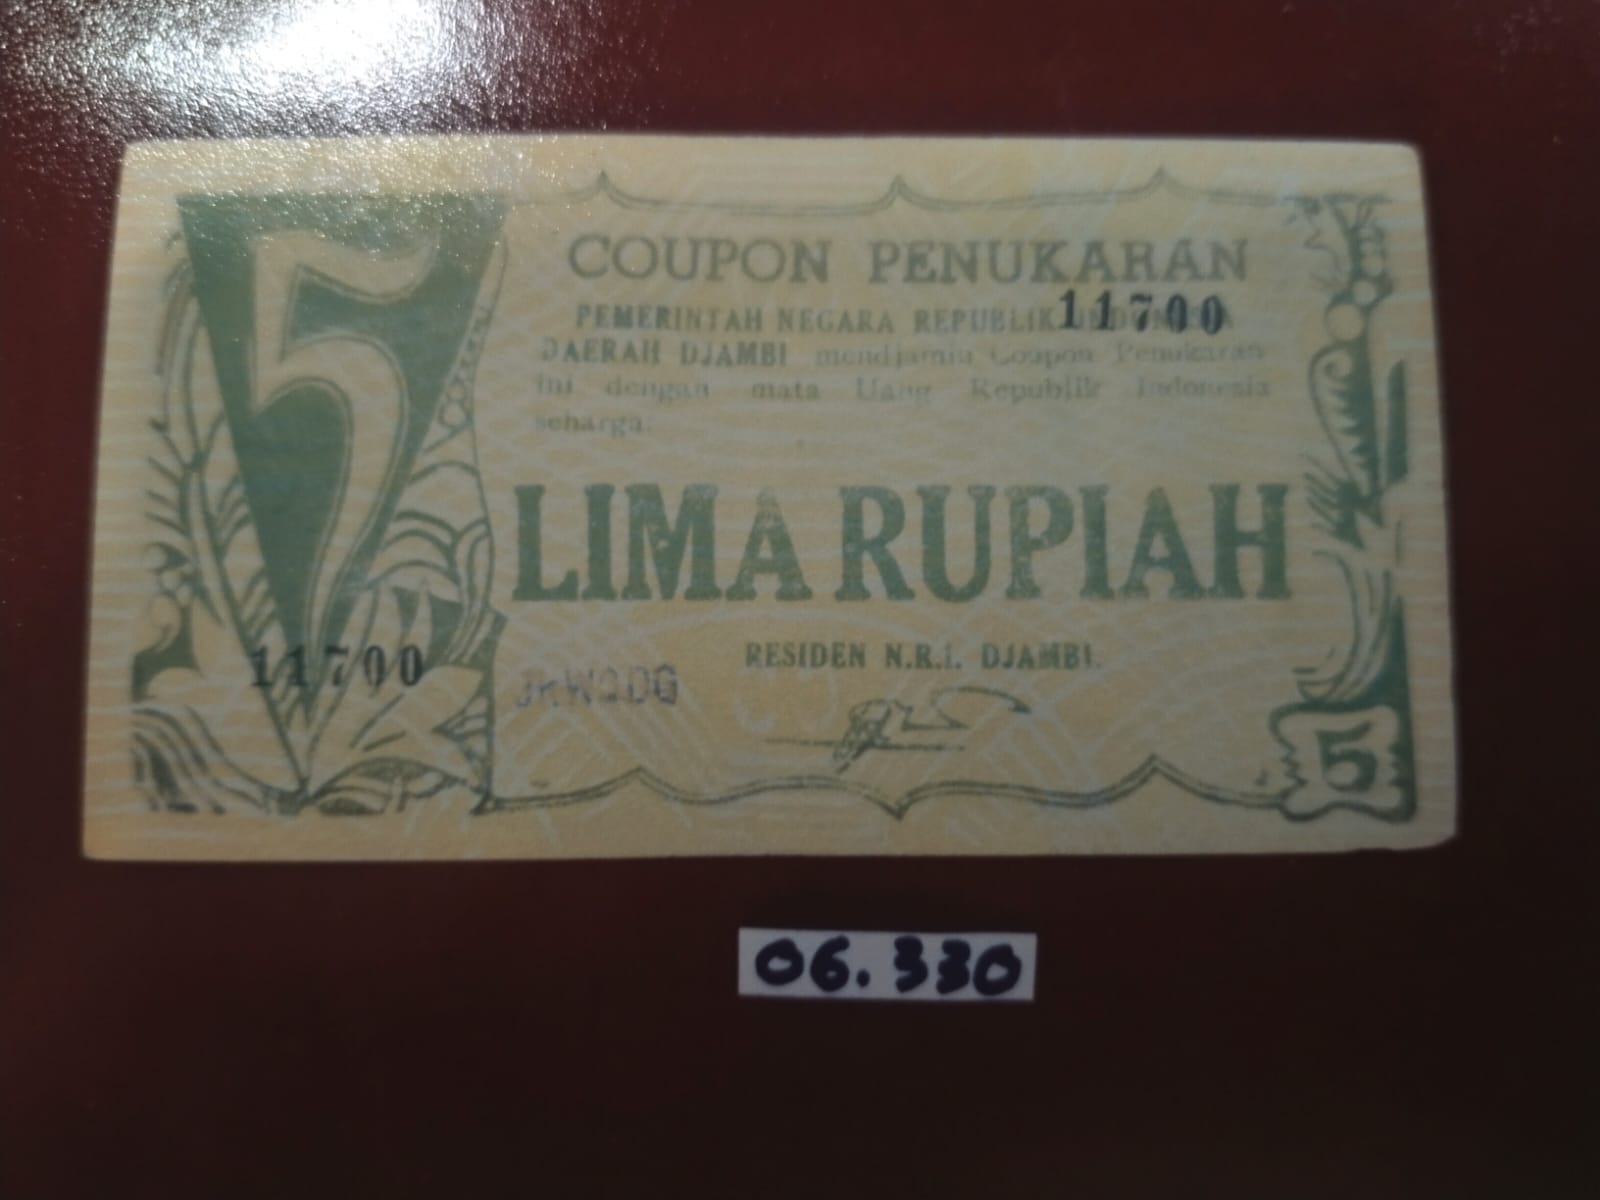 5
COUPON PENUKARAN
11700
PEMERINTAH NEGARA REPUBLIK INDONESIA
DAERAH DJAMBI mendjamin Coupon Penukaran
ini dengan mata Uang Republik Indonesia
seharga:
LIMA RUPIAH
RESIDEN N.R.I. DJAMBI.
11700
5
06.330